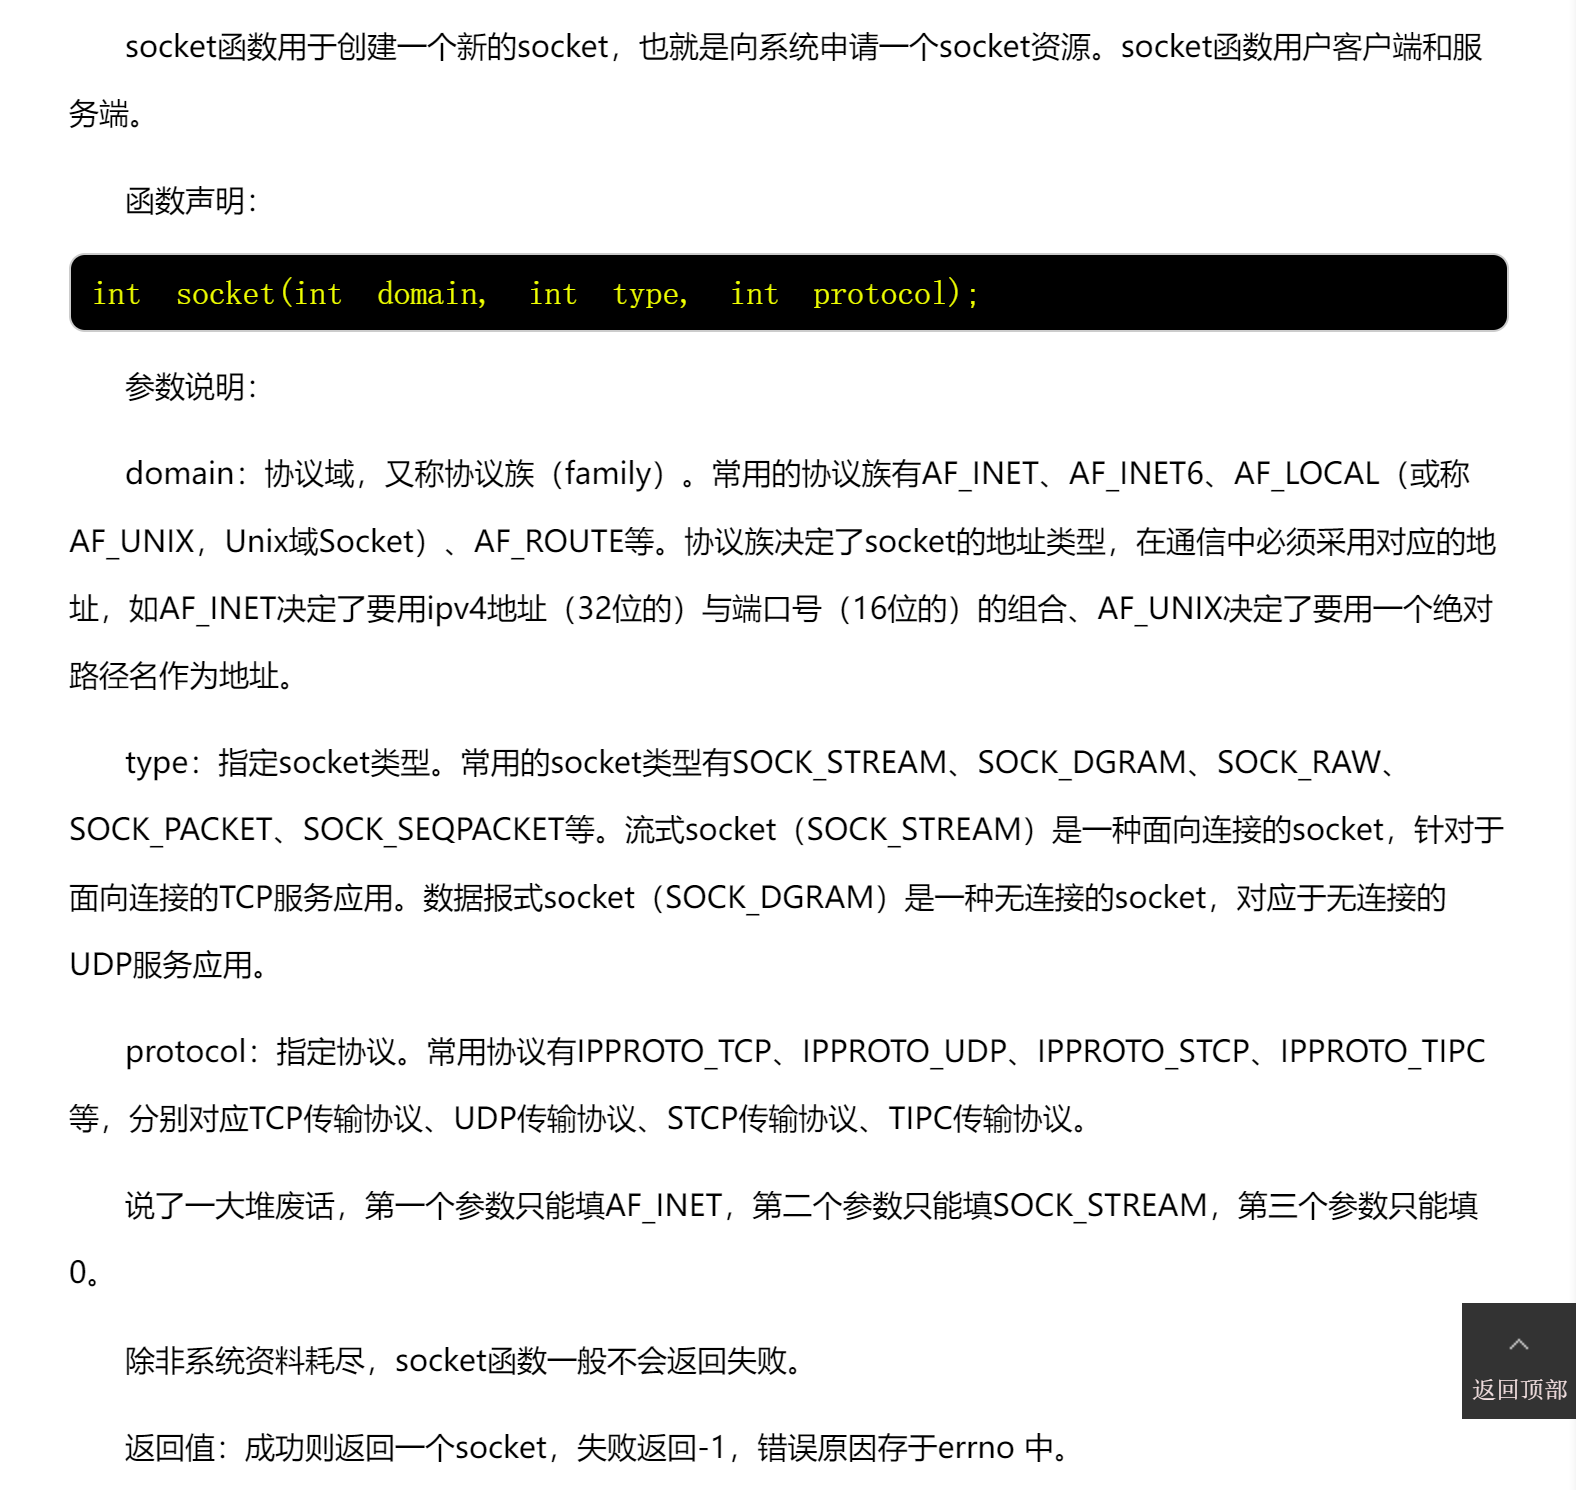 socket函数用于创建一个新的socket，也就是向系统申请一个socket资源。socket函数用户客户端和服
务端。
函数声明：
int  socket(int  domain,  int  type,  int  protocol);
参数说明：
domain：协议域，又称协议族（family）。常用的协议族有AF_INET、AF_INET6、AF_LOCAL（或称
AF_UNIX，Unix域Socket）、AF_ROUTE等。协议族决定了socket的地址类型，在通信中必须采用对应的地
址，如AF_INET决定了要用ipv4地址（32位的）与端口号（16位的）的组合、AF_UNIX决定了要用一个绝对
路径名作为地址。
type：指定socket类型。常用的socket类型有SOCK_STREAM、SOCK_DGRAM、SOCK_RAW、
SOCK_PACKET、SOCK_SEQPACKET等。流式socket（SOCK_STREAM）是一种面向连接的socket，针对于
面向连接的TCP服务应用。数据报式socket（SOCK_DGRAM）是一种无连接的socket，对应于无连接的
UDP服务应用。
protocol：指定协议。常用协议有IPPROTO_TCP、IPPROTO_UDP、IPPROTO_STCP、IPPROTO_TIPC
等，分别对应TCP传输协议、UDP传输协议、STCP传输协议、TIPC传输协议。
说了一大堆废话，第一个参数只能填AF_INET，第二个参数只能填SOCK_STREAM，第三个参数只能填
0。
除非系统资料耗尽，socket函数一般不会返回失败。
返回值：成功则返回一个socket，失败返回-1，错误原因存于errno 中。
返回顶部